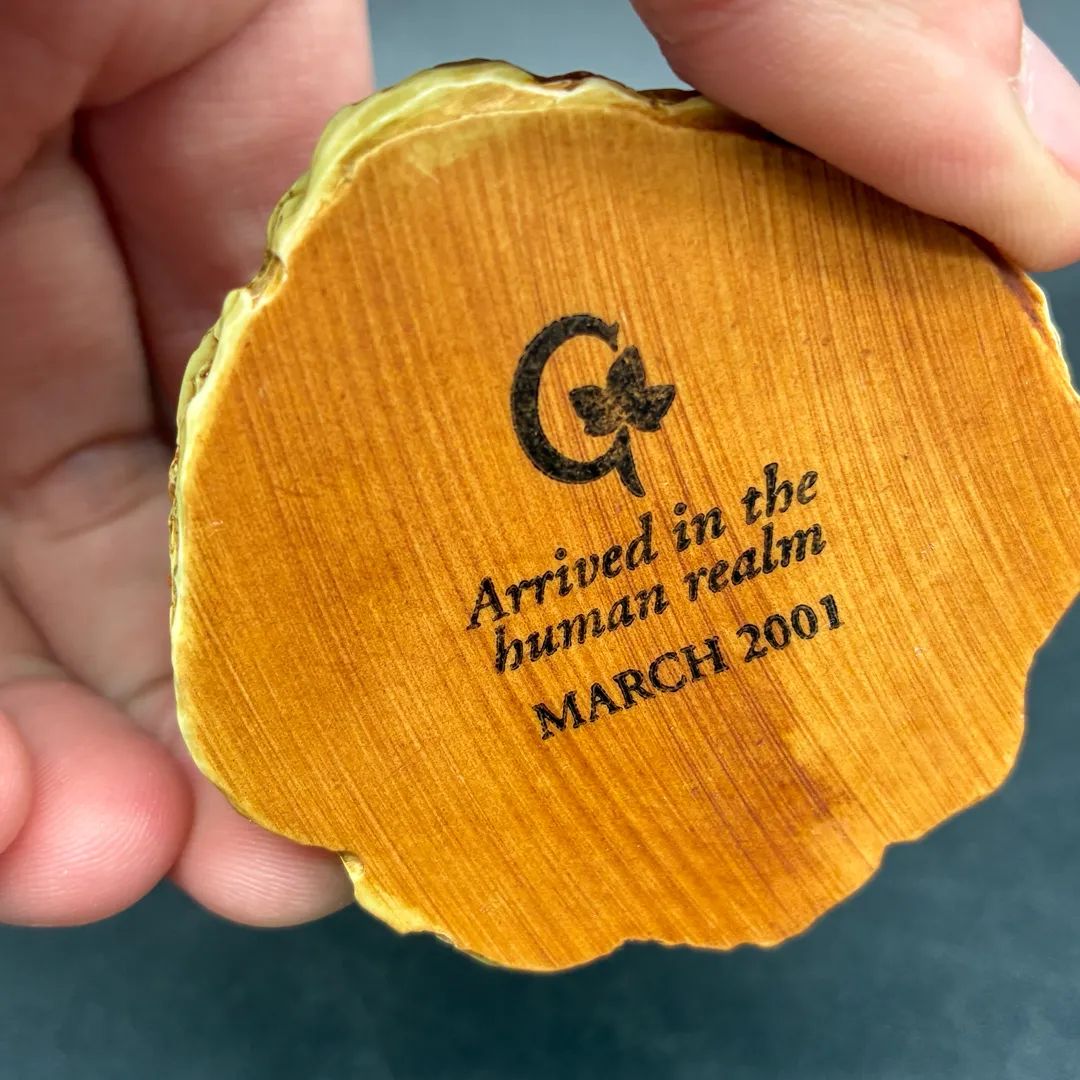 G
Arrived in the
human realm
MARCH 2001